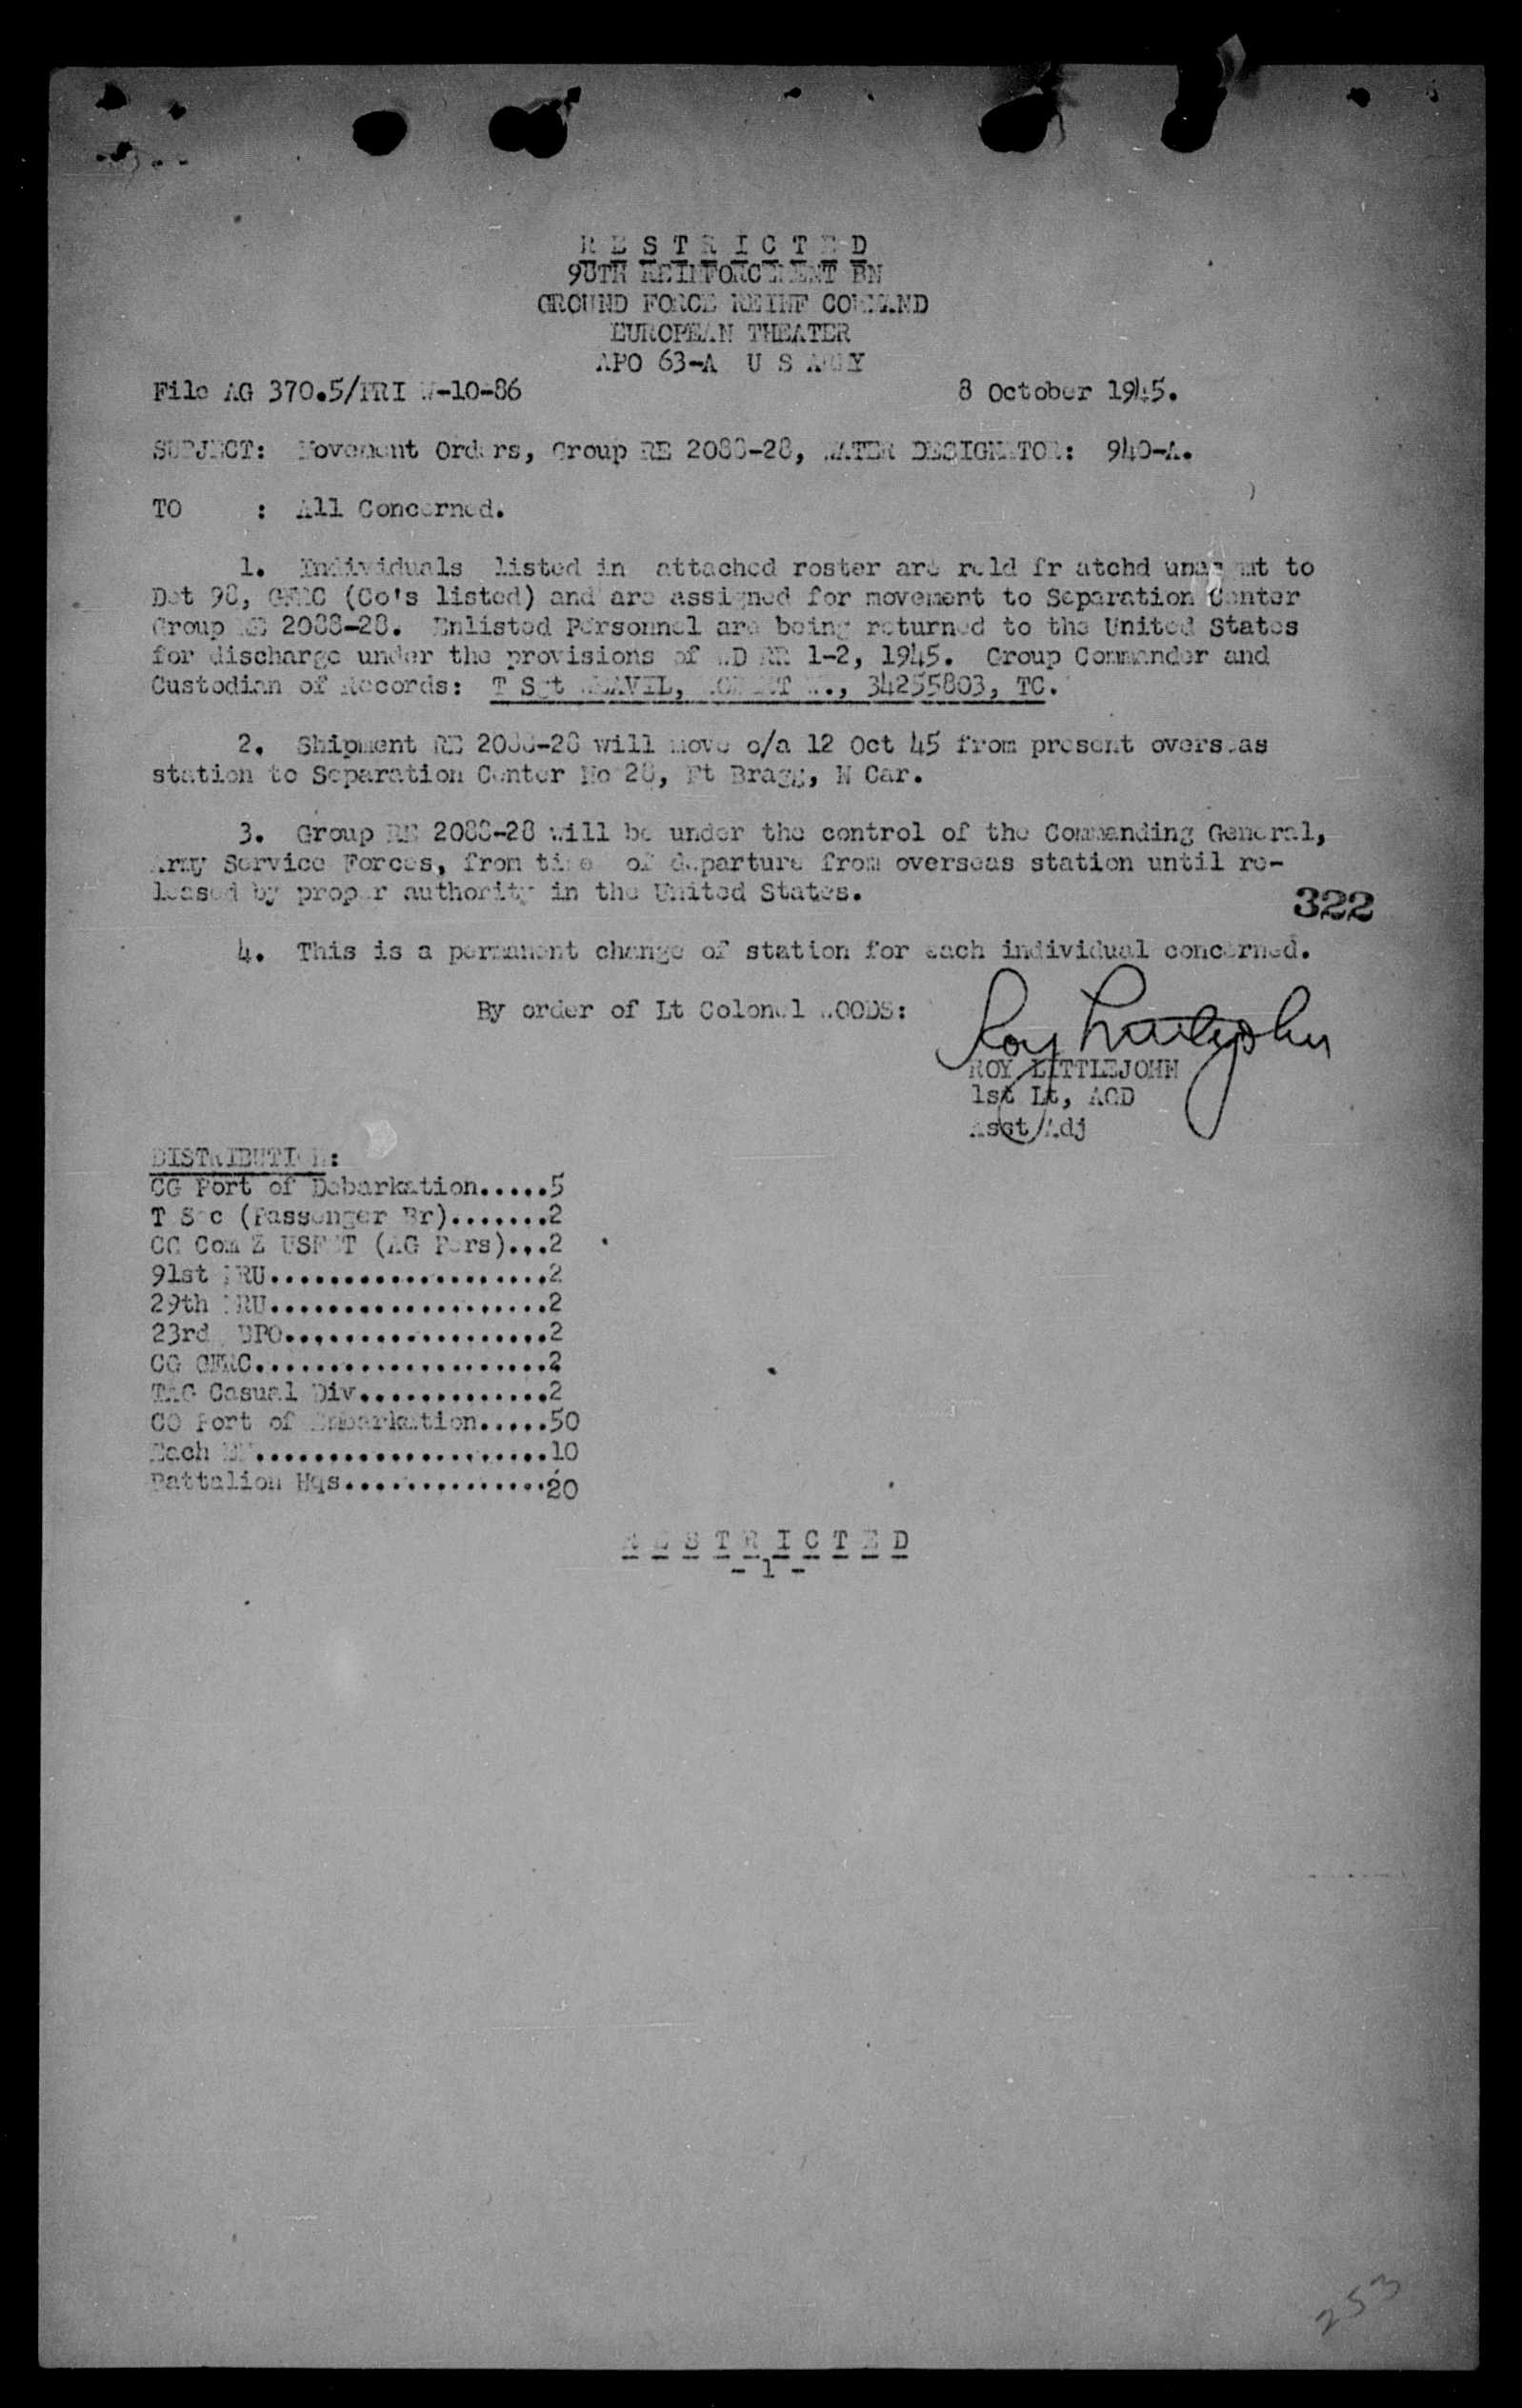 R E S T R I C T E D
98TH REINFORCEMENT BN
GROUND FORCE REINF COMMAND
EUROPEAN THEATER
APO 63-A U S ARMY
File AG 370.5/PRI W-10-86 8 October 1945.
SUBJECT: Movement Orders, Group RE 2088-28, WATER DESIGNATOR: 940-A.
TO : All Concerned.
1. Individuals listed in attached roster are reld fr atchd unasgmt to
Det 98, GFRC (Co's listed) and are assigned for movement to Separation Center
Group RE 2088-28. Enlisted Personnel are being returned to the United States
for discharge under the provisions of WD RR 1-2, 1945. Group Commander and
Custodian of Records: T Sgt 34255803, TC.
2. Shipment RE 2088-28 will move o/a 12 Oct 45 from present overseas
station to Separation Center No 28, Ft Bragg, N Car.
3. Group RE 2088-28 will be under the control of the Commanding General,
Army Service Forces, from time of departure from overseas station until re-
leased by proper authority in the United States.
322
4. This is a permanent change of station for each individual concerned.
By order of Lt Colonel WOODS:
Roy Littlejohn
ROY LITTLEJOHN
1st Lt, AGD
Asst Adj
DISTRIBUTION:
CG Port of Debarkation.....5
T Sec (Passenger Br).......2
CG Com Z USFET (AG Pers)...2
91st MRU...................2
29th MRU...................2
23rd BPO..................2
CG GFRC....................2
TAG Casual Div.............2
CO Port of Embarkation.....50
Each EM....................10
Battalion Hqs..............20
R E S T R I C T E D
- 1 -
253